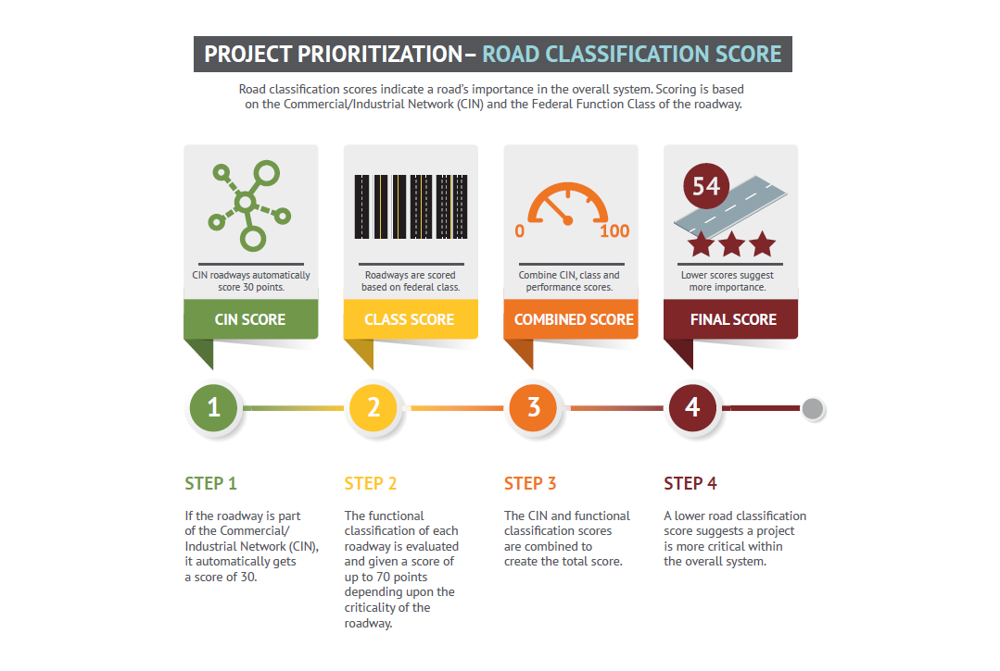 PROJECT PRIORITIZATION– ROAD CLASSIFICATION SCORE
Road classification scores indicate a road's importance in the overall system. Scoring is based
on the Commercial/Industrial Network (CIN) and the Federal Function Class of the roadway.
CIN roadways automatically
score 30 points.
CIN SCORE
Roadways are scored
based on federal class.
CLASS SCORE
0
100
Combine CIN, class and
performance scores.
COMBINED SCORE
54
Lower scores suggest
more importance.
FINAL SCORE
1
2
3
4
STEP 1
If the roadway is part
of the Commercial/
Industrial Network (CIN),
it automatically gets
a score of 30.
STEP 2
The functional
classification of each
roadway is evaluated
and given a score of
up to 70 points
depending upon the
criticality of the
roadway.
STEP 3
The CIN and functional
classification scores
are combined to
create the total score.
STEP 4
A lower road classification
score suggests a project
is more critical within
the overall system.